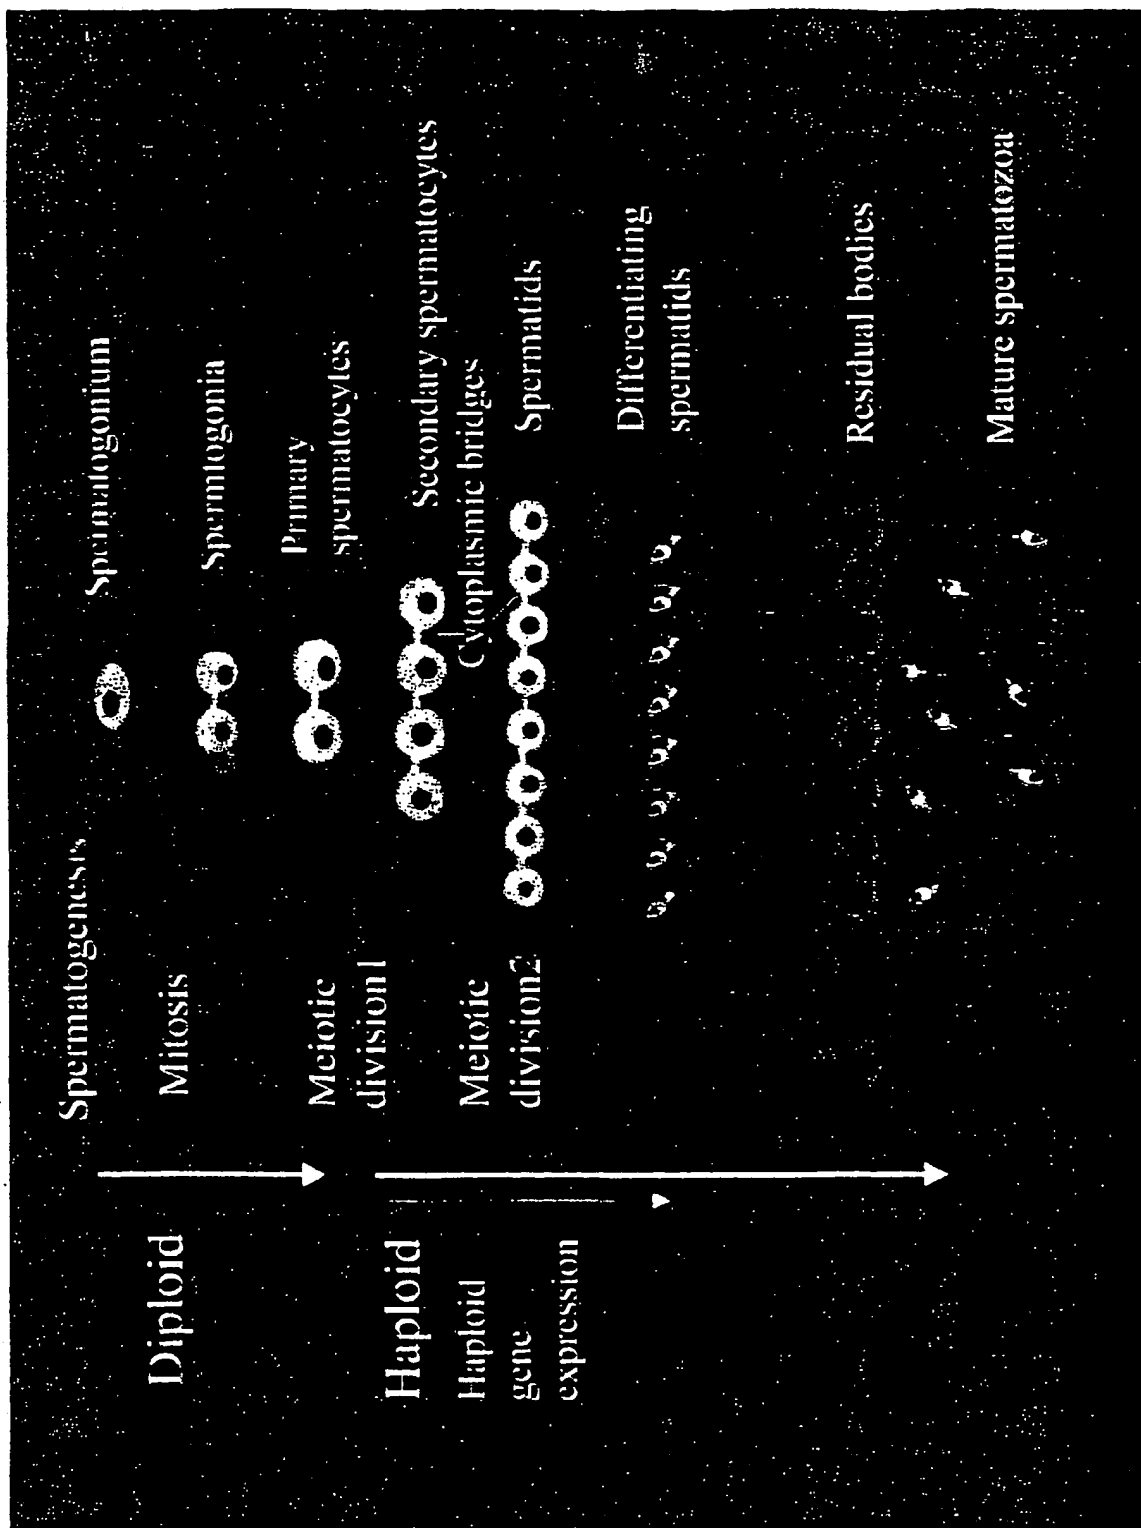 Spermatogenesis
Spermatogonium
Mitosis
Spermtogonia
Primary
spermatocytes
Meiotic
division1
Secondary spermatocytes
Cytoplasmic bridges
Meiotic
division2
Spermatids
Differentiating
spermatids
Residual bodies
Mature spermatozoa
Diploid
Haploid
Haploid
gene
expression